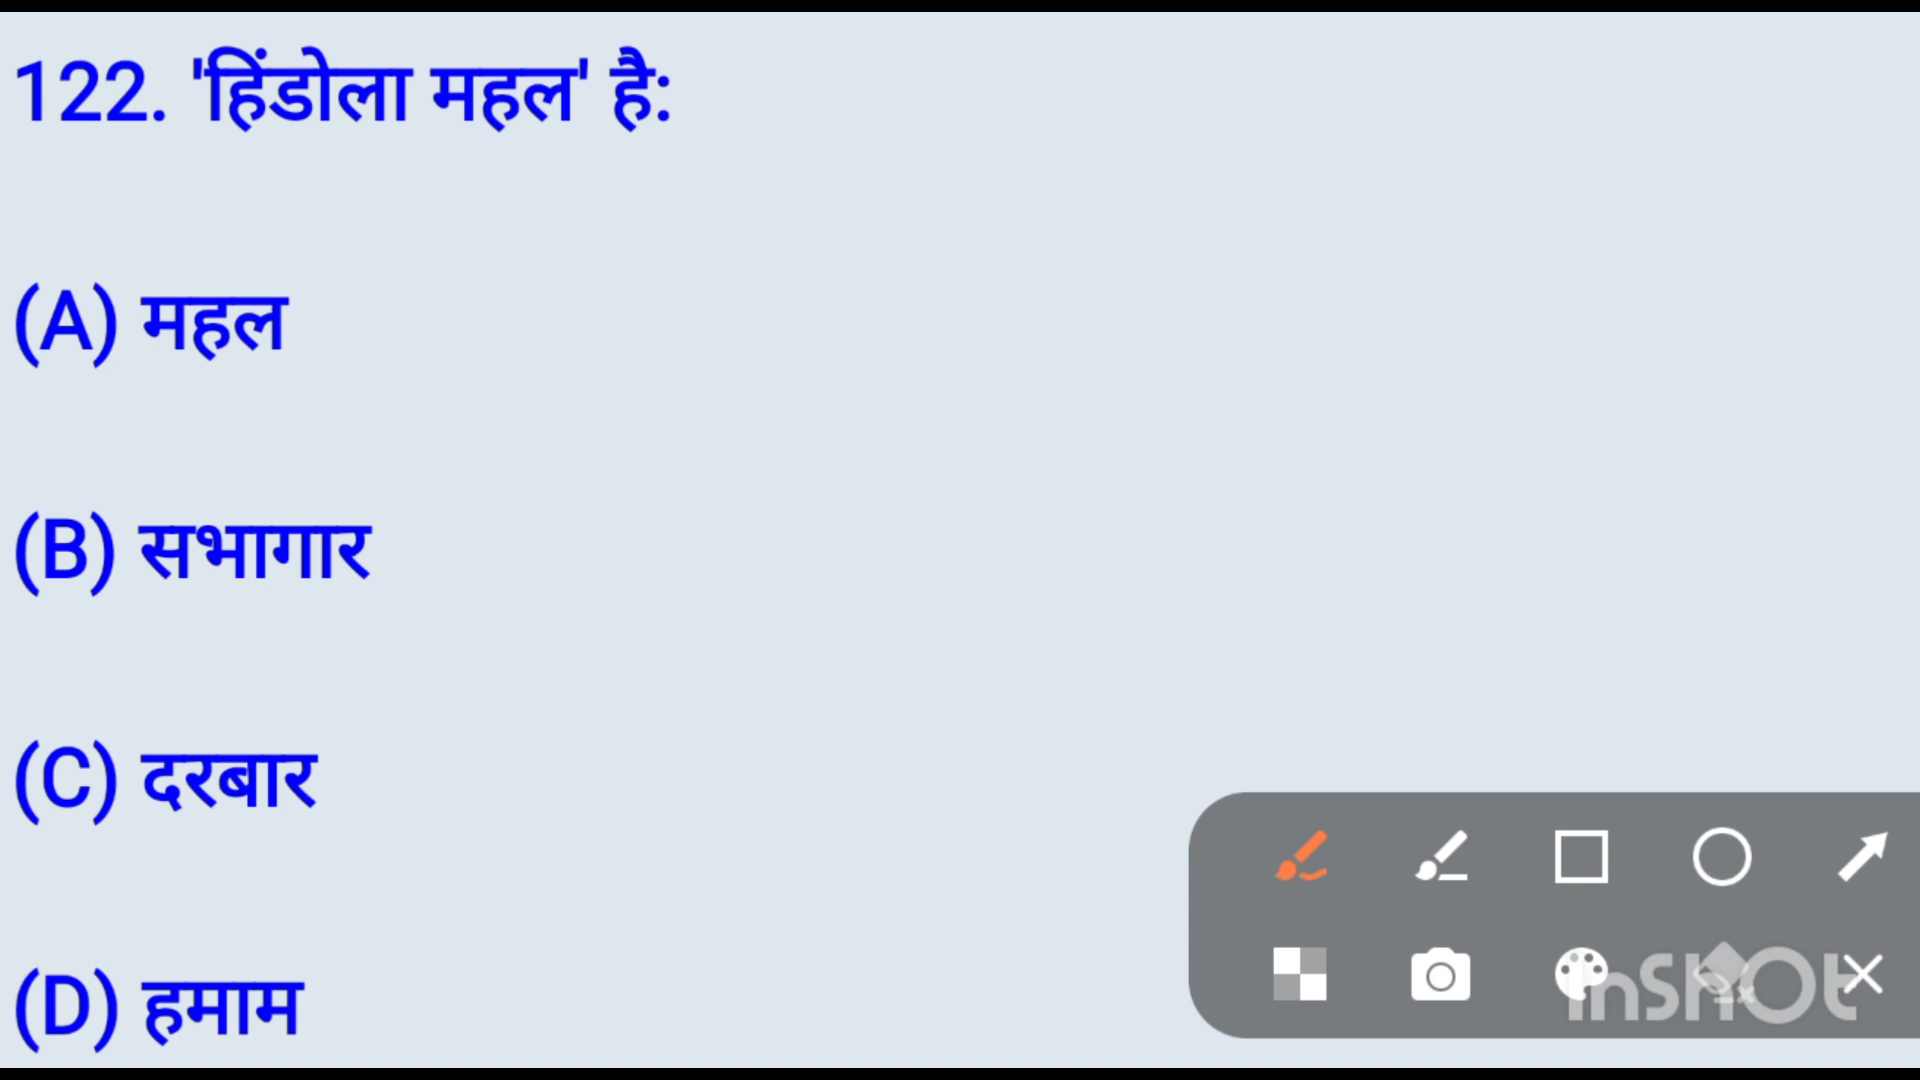 122. 'हिंडोला महल' है:
(A) महल
(B) सभागार
(C) दरबार
(D) हमाम
InShOt